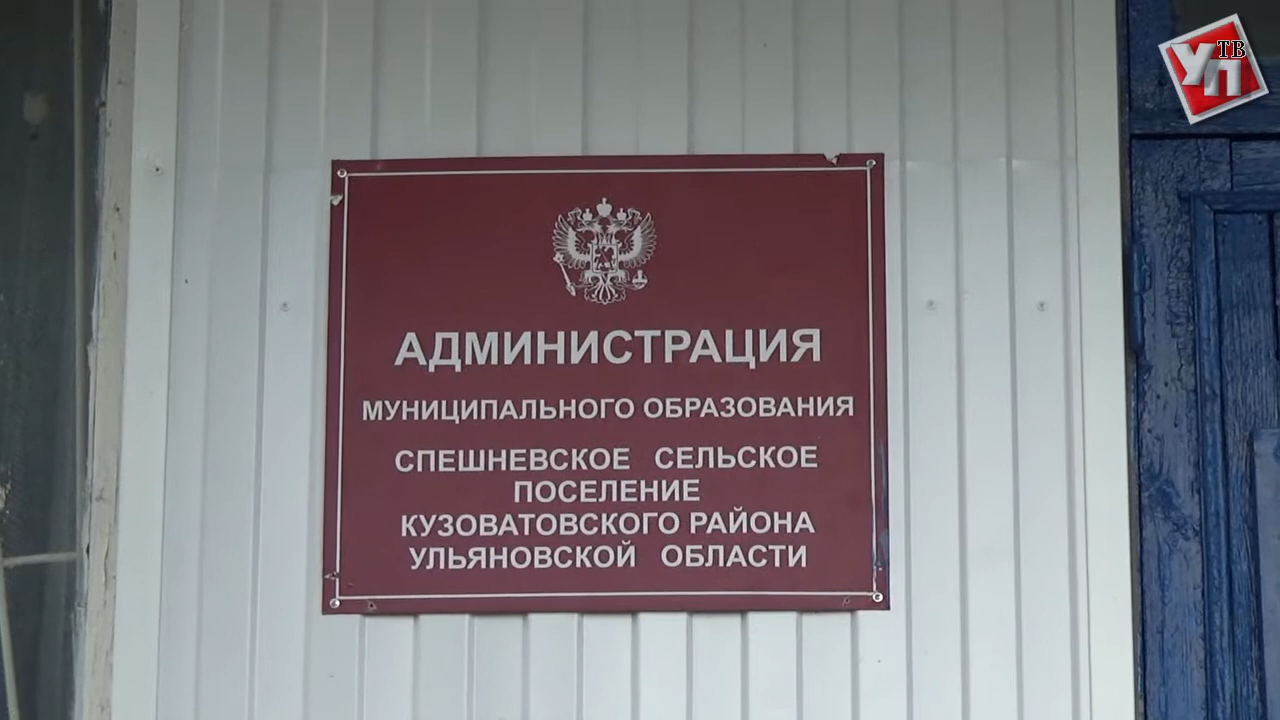 УП
ТВ
АДМИНИСТРАЦИЯ
МУНИЦИПАЛЬНОГО ОБРАЗОВАНИЯ
СПЕШНЕВСКОЕ СЕЛЬСКОЕ
ПОСЕЛЕНИЕ
КУЗОВАТОВСКОГО РАЙОНА
УЛЬЯНОВСКОЙ ОБЛАСТИ